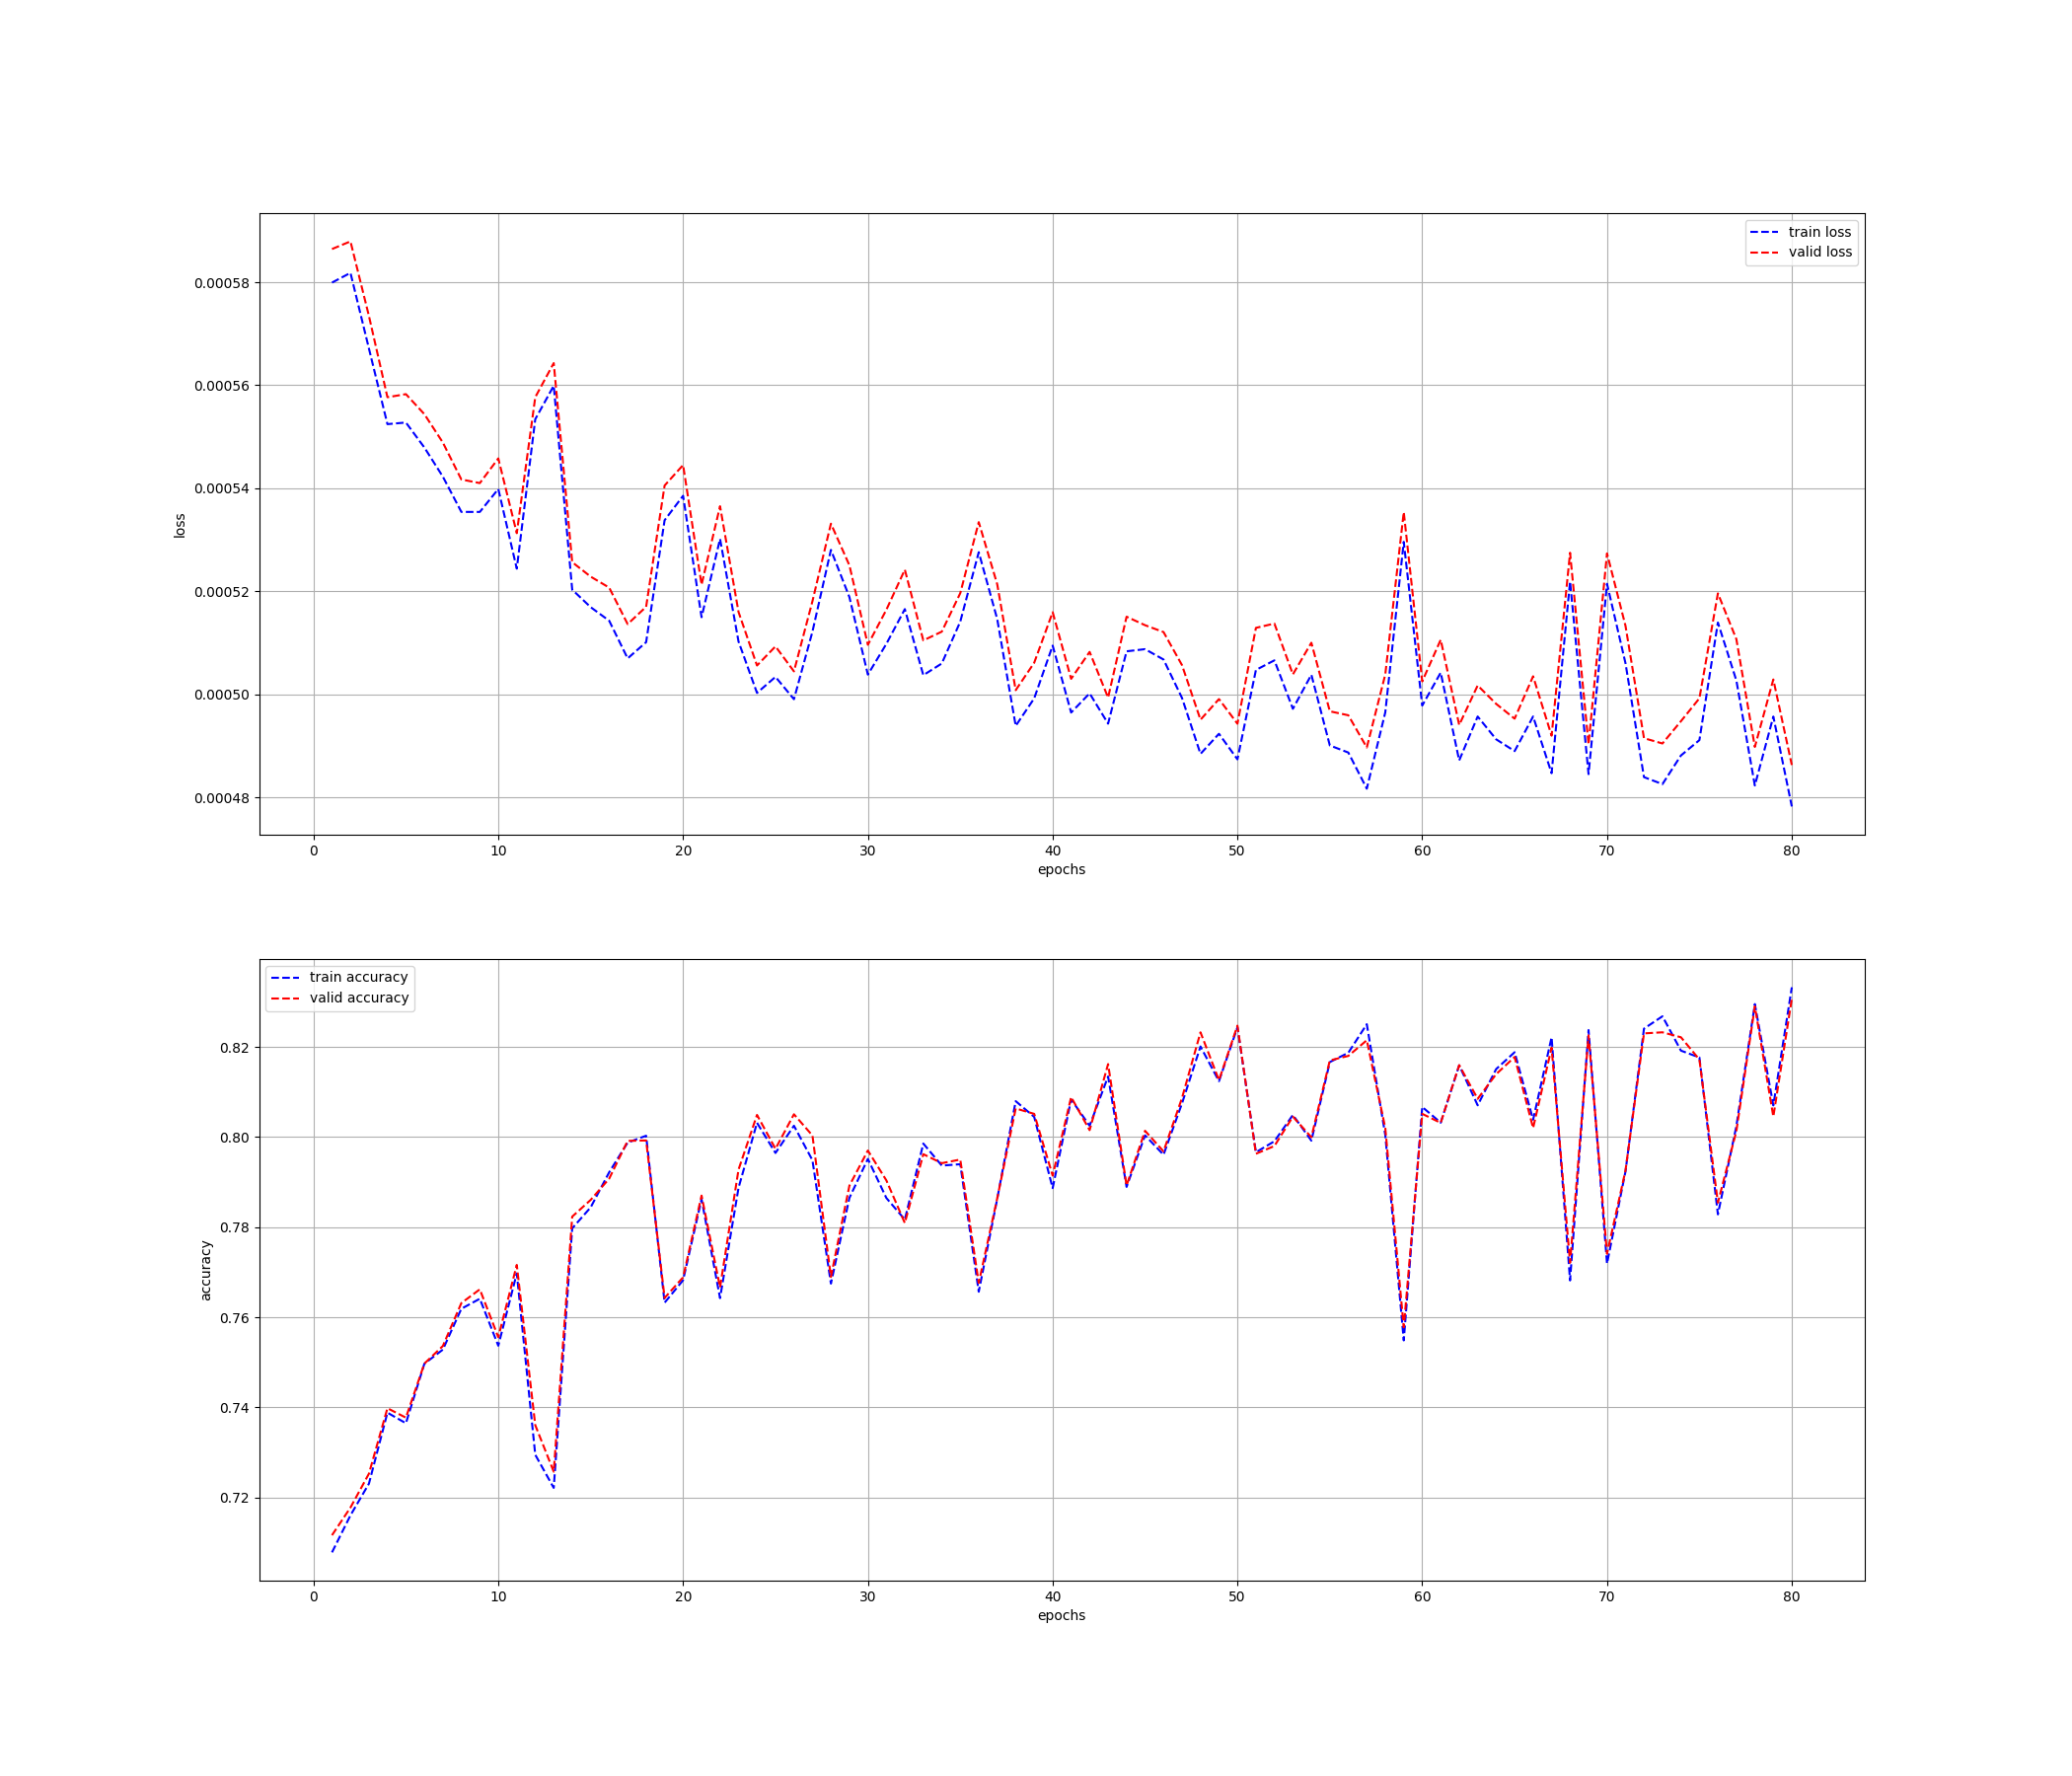 train loss
valid loss
0.00058
0.00056
0.00054
0.00052
0.00050
0.00048
loss
0 10 20 30 40 50 60 70 80
epochs
train accuracy
valid accuracy
0.82
0.80
0.78
0.76
0.74
0.72
accuracy
0 10 20 30 40 50 60 70 80
epochs